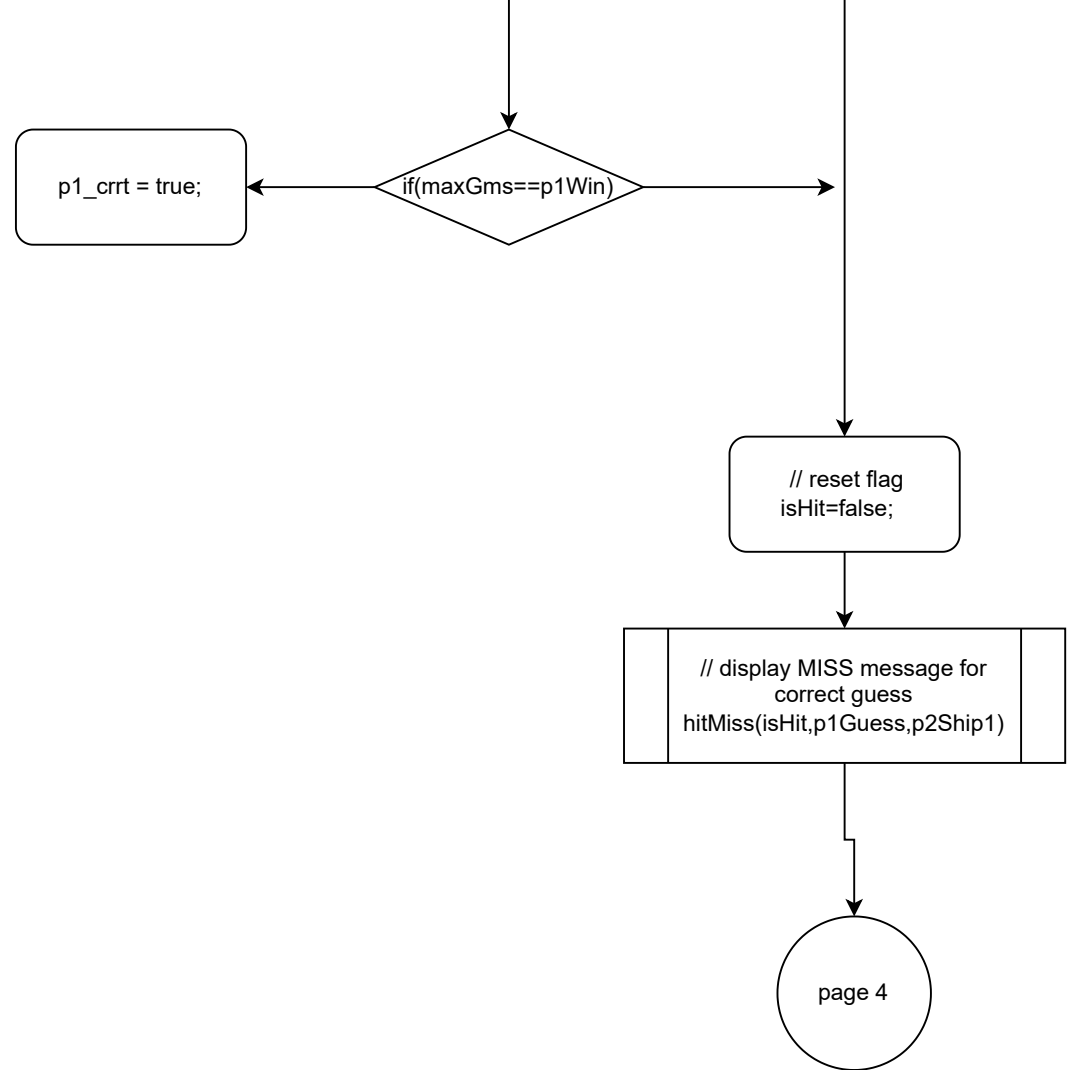 p1_crrt = true;
if(maxGms==p1Win)
// reset flag
isHit=false;
// display MISS message for
correct guess
hitMiss(isHit,p1Guess,p2Ship1)
page 4